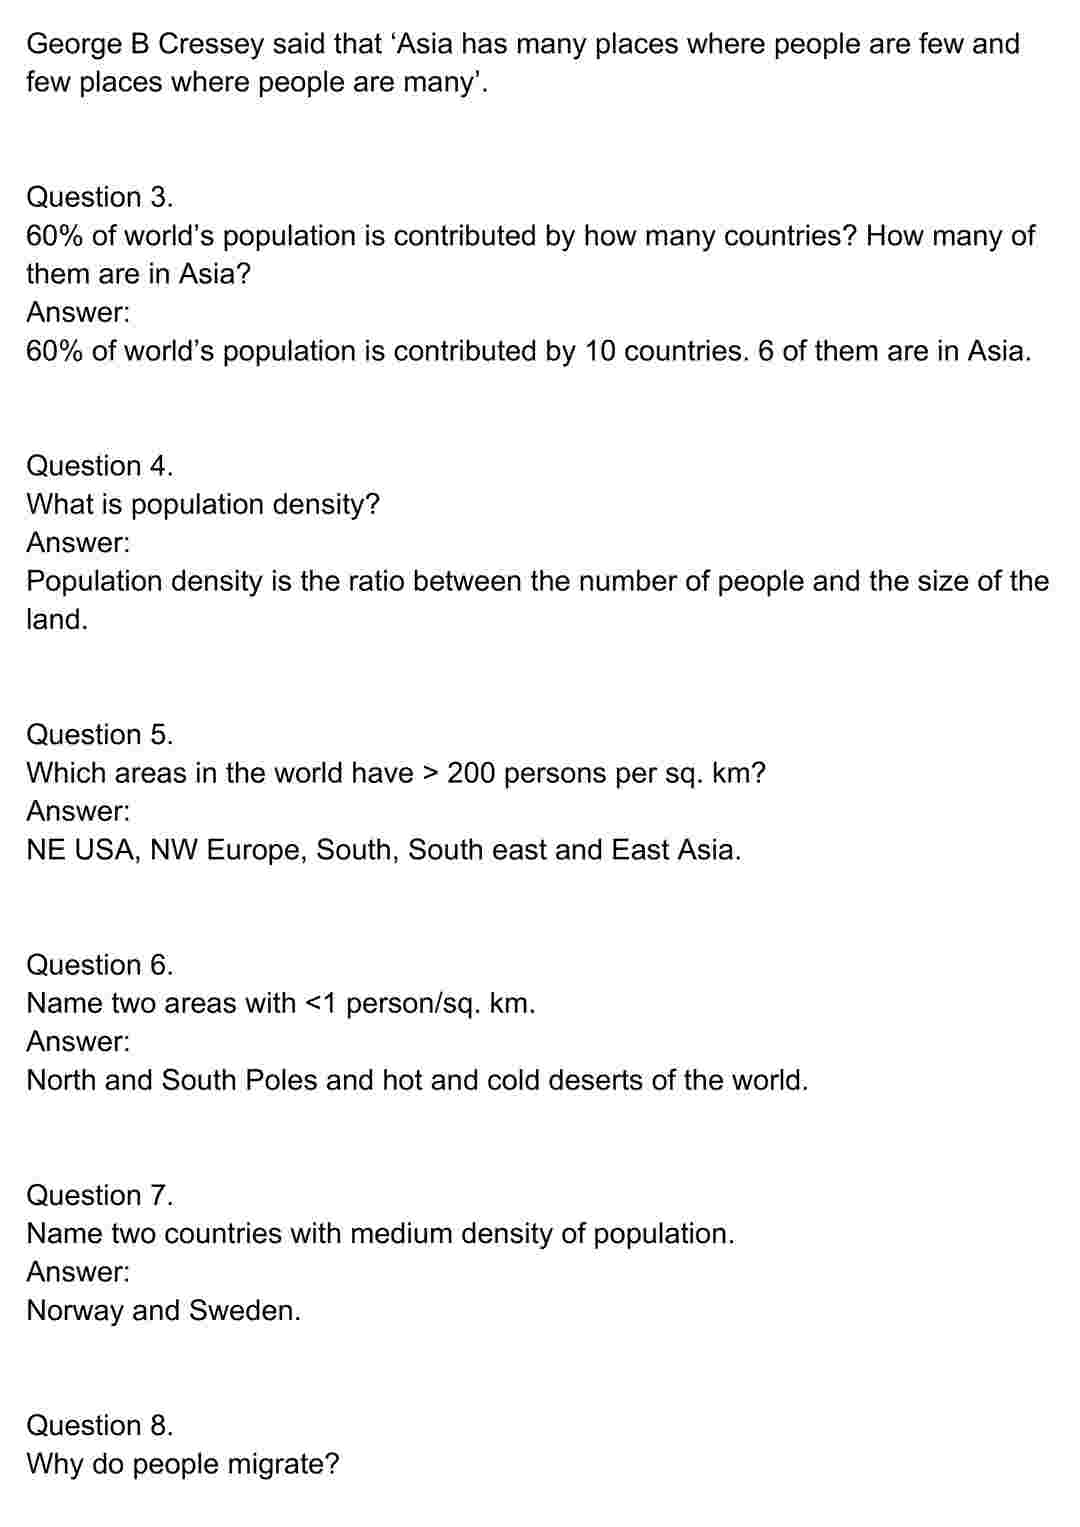 George B Cressey said that ‘Asia has many places where people are few and
few places where people are many’.
Question 3.
60% of world’s population is contributed by how many countries? How many of
them are in Asia?
Answer:
60% of world’s population is contributed by 10 countries. 6 of them are in Asia.
Question 4.
What is population density?
Answer:
Population density is the ratio between the number of people and the size of the
land.
Question 5.
Which areas in the world have > 200 persons per sq. km?
Answer:
NE USA, NW Europe, South, South east and East Asia.
Question 6.
Name two areas with <1 person/sq. km.
Answer:
North and South Poles and hot and cold deserts of the world.
Question 7.
Name two countries with medium density of population.
Answer:
Norway and Sweden.
Question 8.
Why do people migrate?